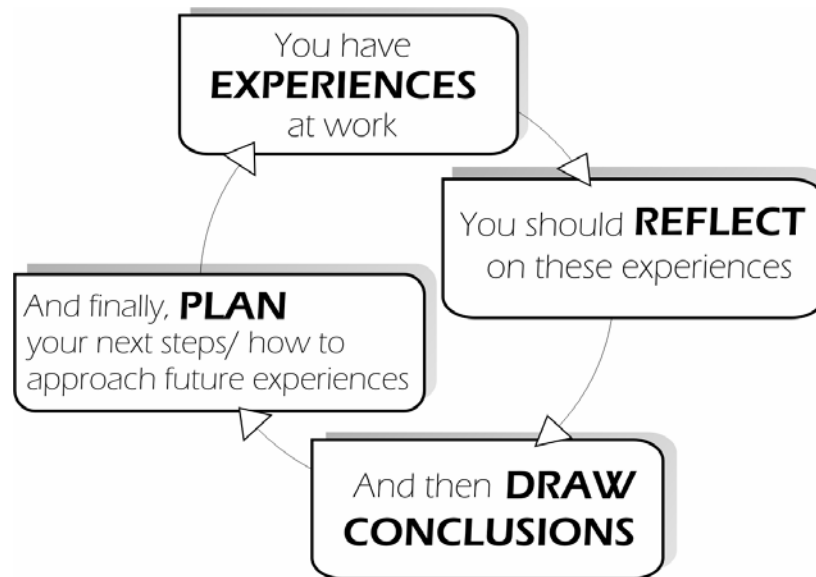 You have
EXPERIENCES
at work
You should REFLECT
on these experiences
And then DRAW
CONCLUSIONS
And finally, PLAN
your next steps/ how to
approach future experiences